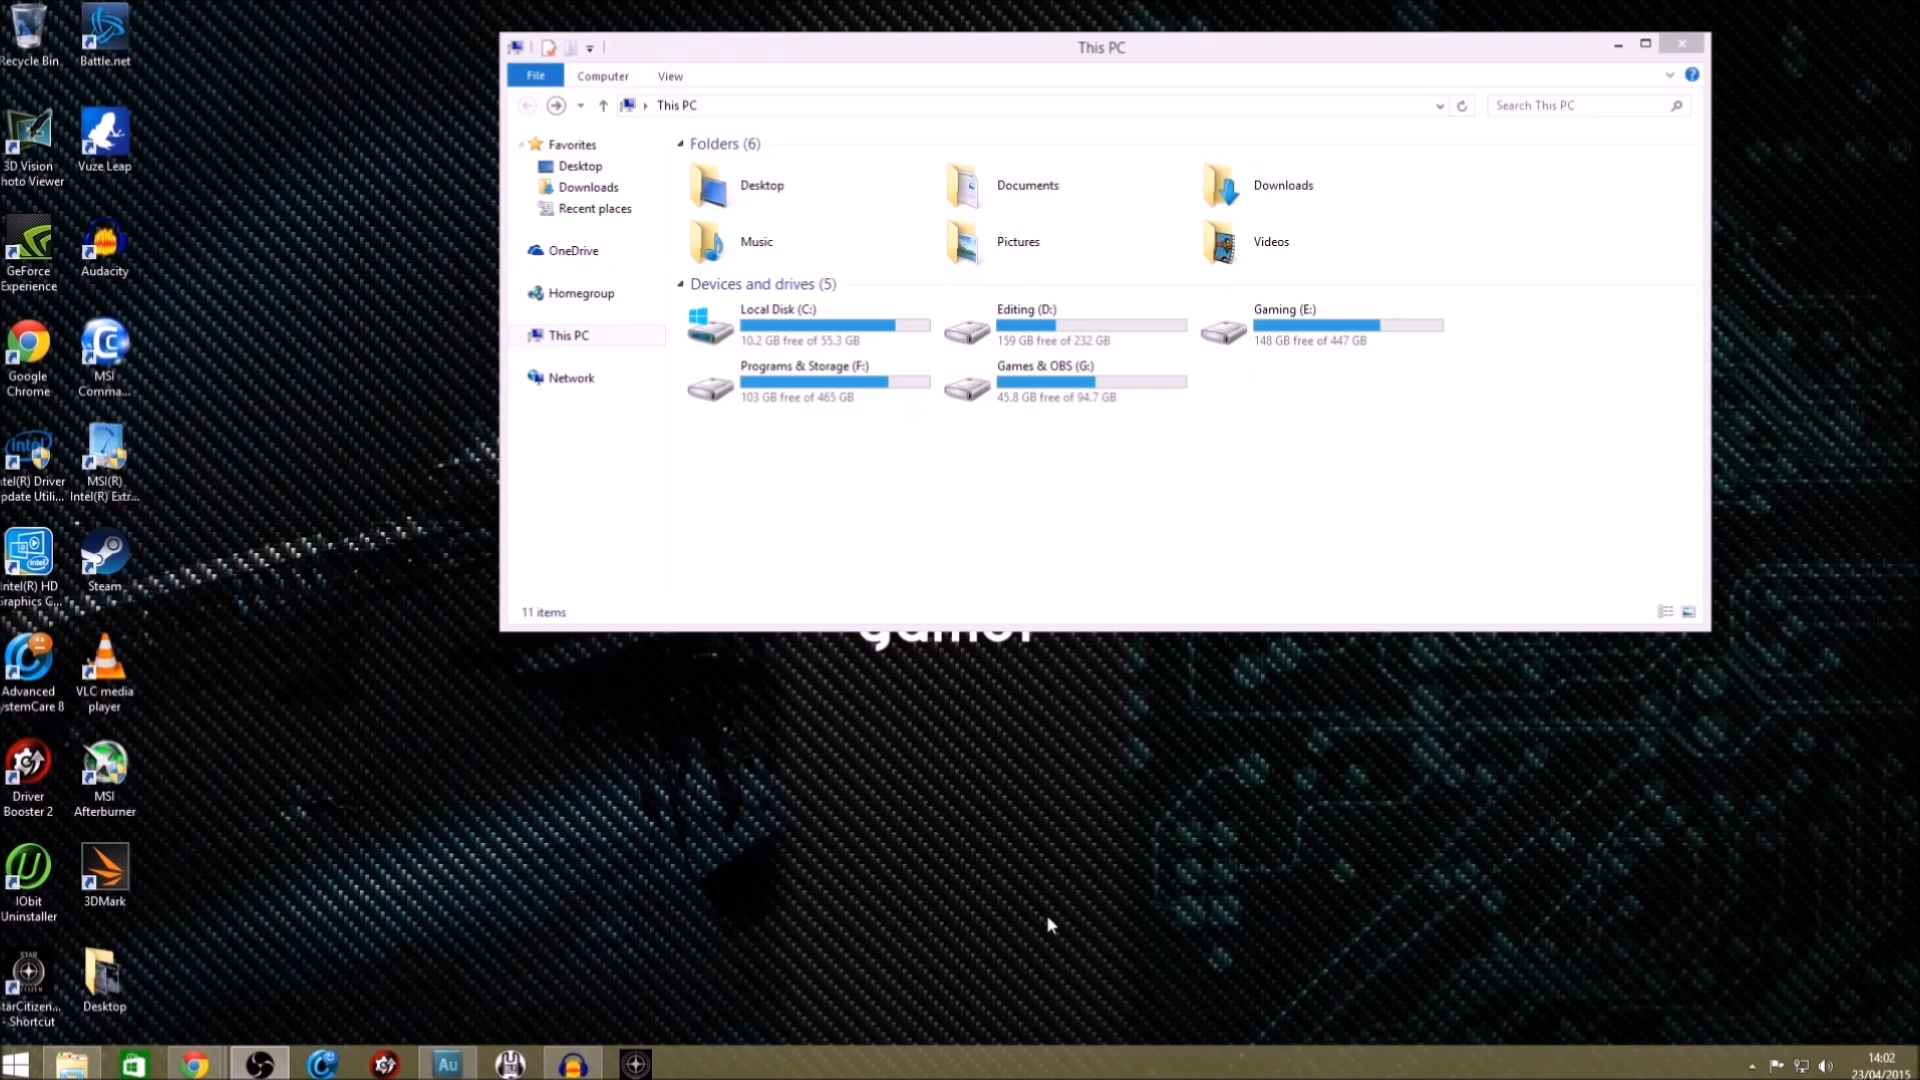 Recycle Bin
Battle.net
3D Vision
Photo Viewer
Vuze Leap
GeForce
Experience
Audacity
Google
Chrome
MSI
Comma...
Intel(R) Driver
Update Utili...
MSI(R)
Intel(R) Extr...
Intel(R) HD
Graphics C...
Steam
Advanced
SystemCare 8
VLC media
player
Driver
Booster 2
MSI
Afterburner
IObit
Uninstaller
3DMark
StarCitizen...
- Shortcut
Desktop
This PC
File
Computer
View
This PC
Search This PC
Favorites
Desktop
Downloads
Recent places
OneDrive
Homegroup
This PC
Network
Folders (6)
Desktop
Documents
Downloads
Music
Pictures
Videos
Devices and drives (5)
Local Disk (C:)
10.2 GB free of 55.3 GB
Editing (D:)
159 GB free of 232 GB
Gaming (E:)
148 GB free of 447 GB
Programs & Storage (F:)
103 GB free of 465 GB
Games & OBS (G:)
45.8 GB free of 94.7 GB
11 items
Au
14:02
23/04/2015